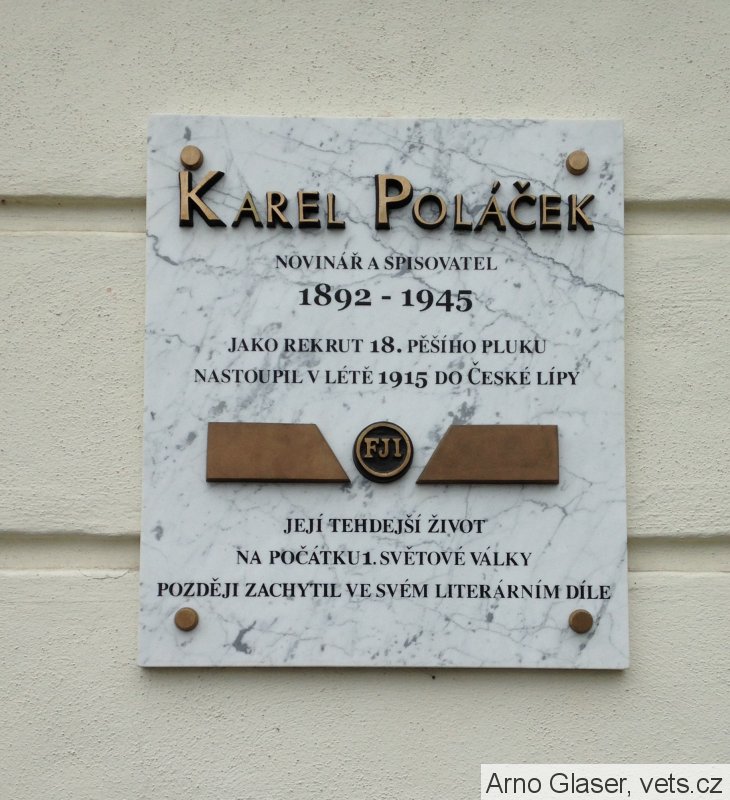 KAREL POLÁČEK
NOVINÁŘ A SPISOVATEL
1892 - 1945
JAKO REKRUT 18. PĚŠÍHO PLUKU
NASTOUPIL V LÉTĚ 1915 DO ČESKÉ LÍPY
FJI
JEJÍ TEHDEJŠÍ ŽIVOT
NA POČÁTKU 1. SVĚTOVÉ VÁLKY
POZDĚJI ZACHYTIL VE SVÉM LITERÁRNÍM DÍLE
Arno Glaser, vets.cz